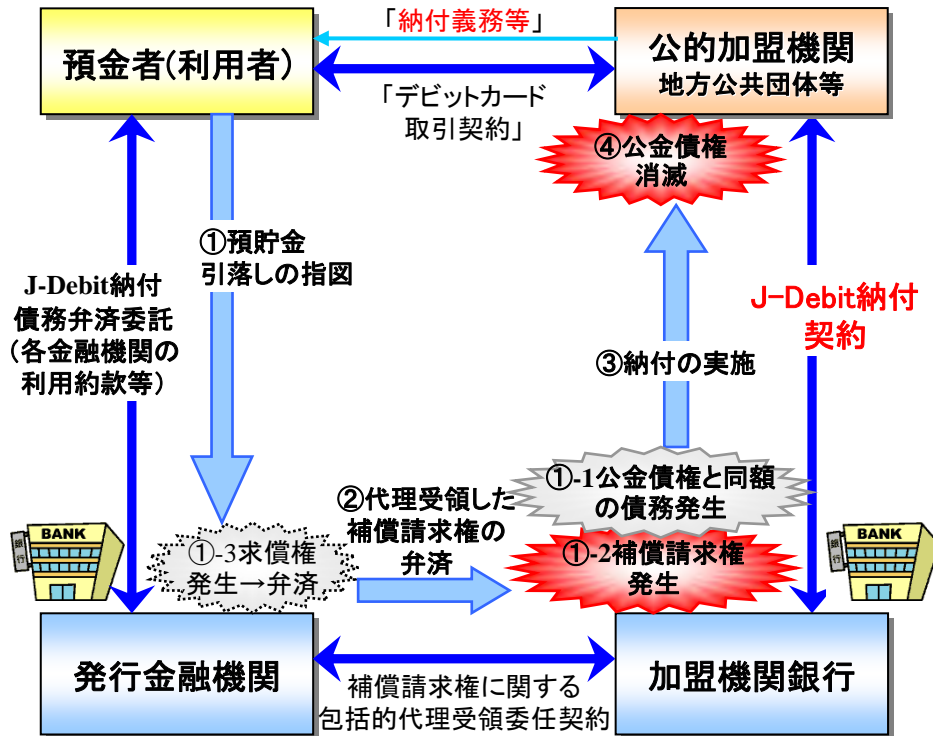 「納付義務等」
預金者(利用者）
公的加盟機関
地方公共団体等
「デビットカード
取引契約」
④公金債権
消滅
①預貯金
引落しの指図
J-Debit納付
債務弁済委託
（各金融機関の
利用約款等）
J-Debit納付
契約
③納付の実施
①-1公金債権と同額
の債務発生
②代理受領した
補償請求権の
弁済
①-2補償請求権
発生
①-3求償権
発生→弁済
BANK
銀行
BANK
銀行
発行金融機関
加盟機関銀行
補償請求権に関する
包括的代理受領委任契約